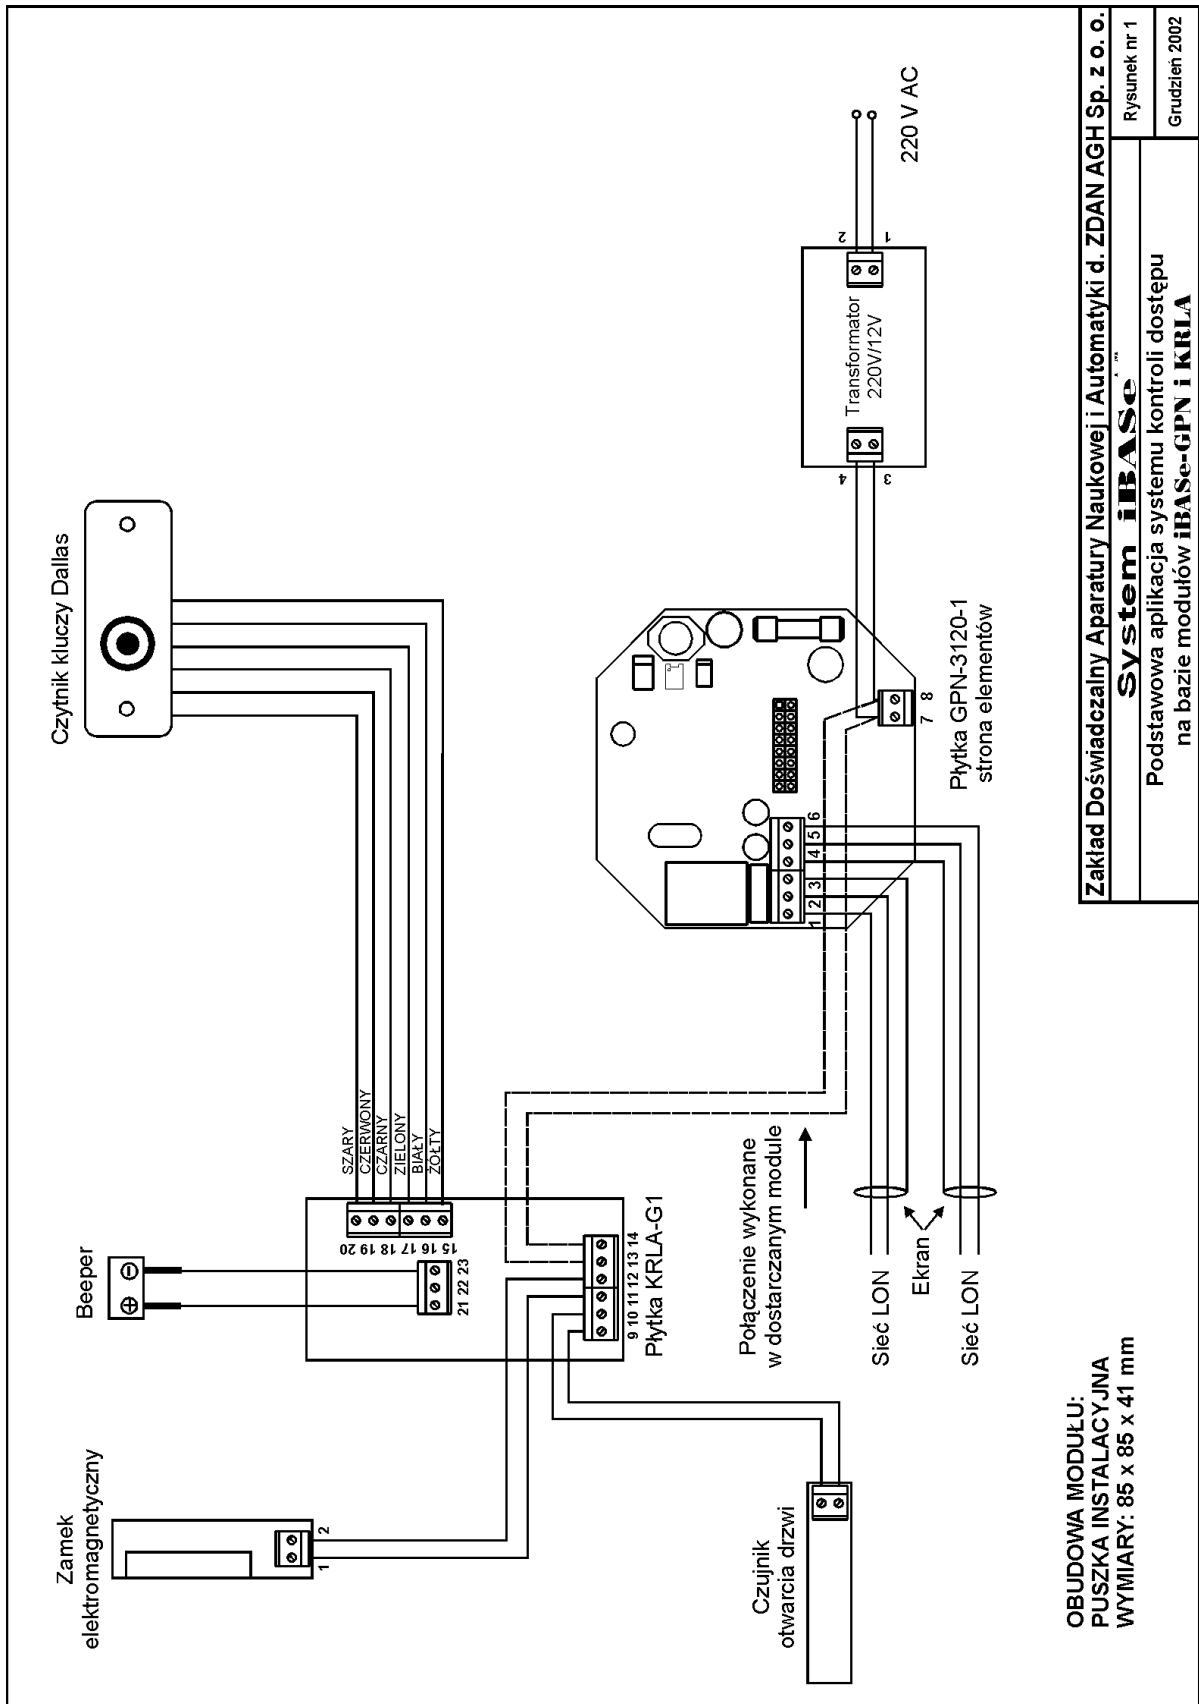 Zamek
elektromagnetyczny
1
2
Beeper
+
-
Czytnik kluczy Dallas
SZARY
CZERWONY
CZARNY
ZIELONY
BIAŁY
ŻÓŁTY
20 19 18 17 16 15
21 22 23
9 10 11 12 13 14
Płytka KRLA-G1
Czujnik
otwarcia drzwi
Połączenie wykonane
w dostarczanym module
Sieć LON
Ekran
Sieć LON
1
2
3
4
5
6
7
8
Płytka GPN-3120-1
strona elementów
4
3
Transformator
220V/12V
2
1
220 V AC
OBUDOWA MODUŁU:
PUSZKA INSTALACYJNA
WYMIARY: 85 x 85 x 41 mm
Zakład Doświadczalny Aparatury Naukowej i Automatyki d. ZDAN AGH Sp. z o. o.
System iBASe
Rysunek nr 1
Podstawowa aplikacja systemu kontroli dostępu
na bazie modułów iBASe-GPN i KRLA
Grudzień 2002